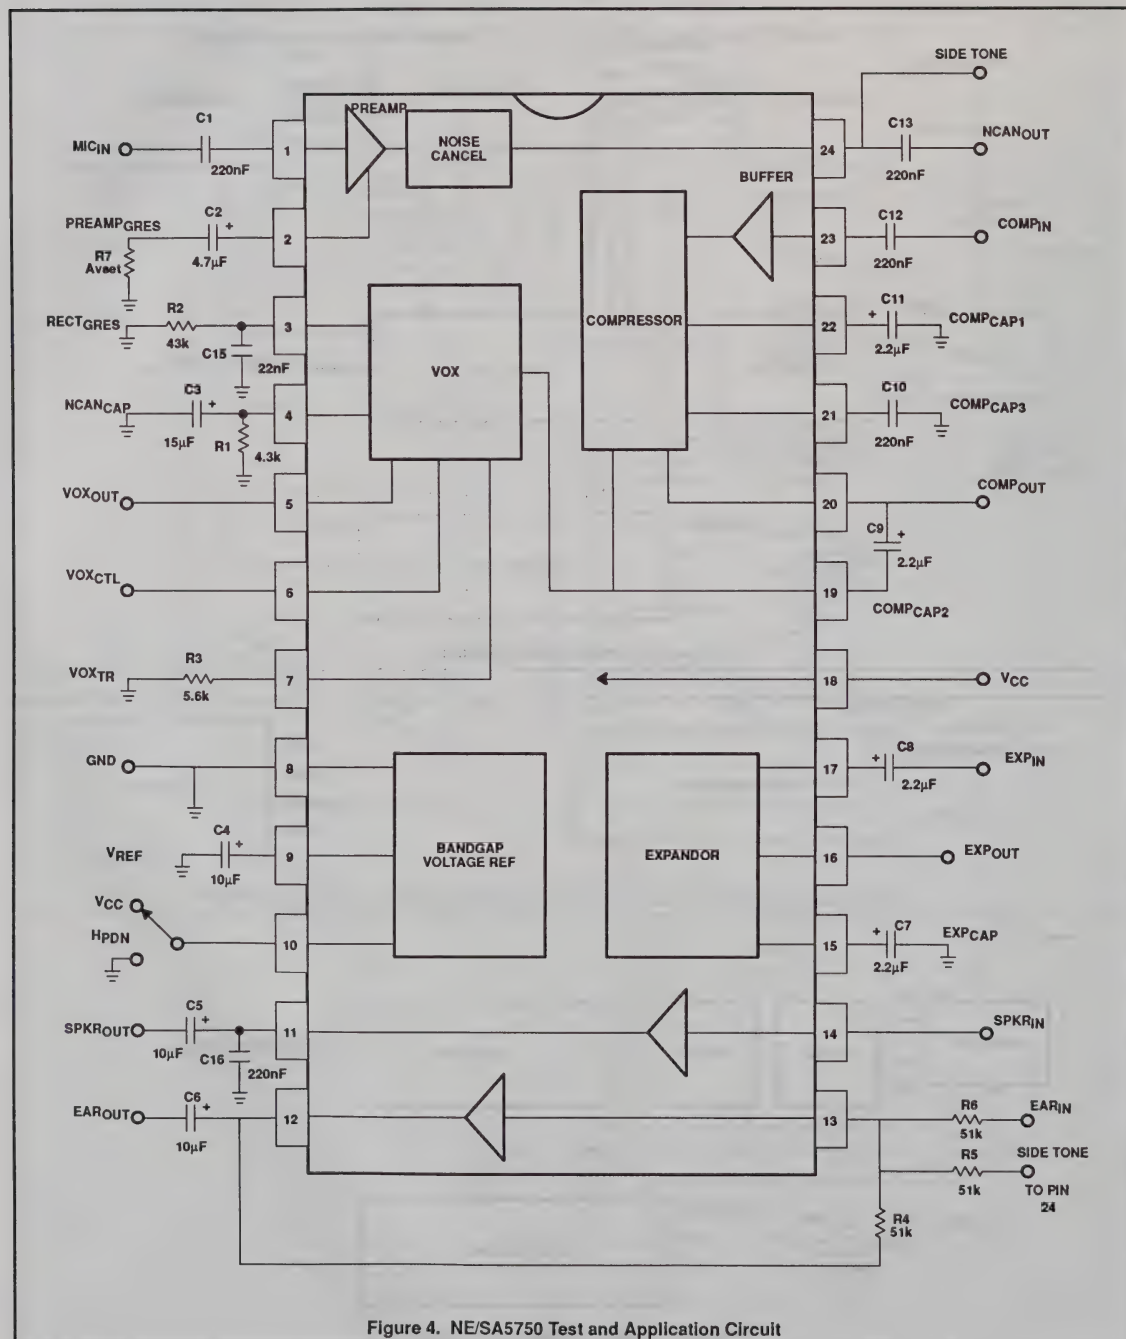 SIDE TONE
PREAMP
C1
C13
MICIN
1
NOISE
CANCEL
24
NCANOUT
220nF
220nF
BUFFER
PREAMPGRES
C2
+
C12
2
23
COMPIN
R7
Avset
4.7µF
220nF
C11
R2
COMPRESSOR
+
COMPCAP1
RECTGRES
3
22
43k
C15
22nF
VOX
2.2µF
C3
+
C10
NCANCAP
4
21
COMPCAP3
15µF
R1
4.3k
220nF
VOXOUT
5
20
COMPOUT
C9
+
2.2µF
VOXCTL
6
19
COMPCAP2
R3
VOXTR
7
18
VCC
5.6k
GND
8
17
+
C8
EXPIN
2.2µF
C4
+
VREF
9
BANDGAP
VOLTAGE REF
EXPANDOR
16
EXPOUT
10µF
VCC
HPDN
10
15
+
C7
EXPCAP
2.2µF
C5
+
SPKROUT
11
14
SPKRIN
10µF
C16
220nF
C6
+
EAROUT
12
13
R6
EARIN
10µF
51k
R5
SIDE TONE
51k
TO PIN
24
R4
51k
Figure 4. NE/SA5750 Test and Application Circuit